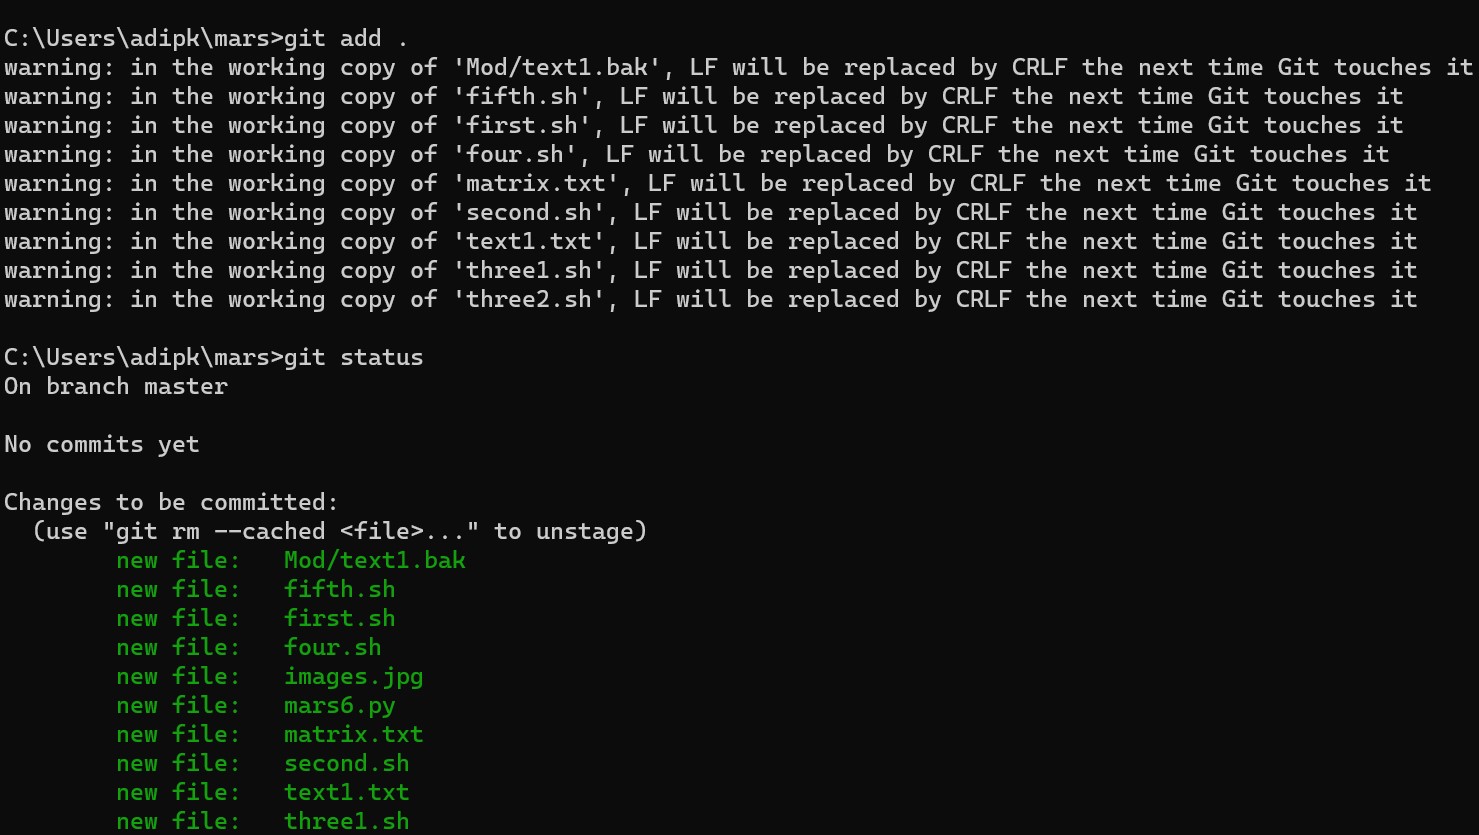 C:\Users\adipk\mars>git add .
warning: in the working copy of 'Mod/text1.bak', LF will be replaced by CRLF the next time Git touches it
warning: in the working copy of 'fifth.sh', LF will be replaced by CRLF the next time Git touches it
warning: in the working copy of 'first.sh', LF will be replaced by CRLF the next time Git touches it
warning: in the working copy of 'four.sh', LF will be replaced by CRLF the next time Git touches it
warning: in the working copy of 'matrix.txt', LF will be replaced by CRLF the next time Git touches it
warning: in the working copy of 'second.sh', LF will be replaced by CRLF the next time Git touches it
warning: in the working copy of 'text1.txt', LF will be replaced by CRLF the next time Git touches it
warning: in the working copy of 'three1.sh', LF will be replaced by CRLF the next time Git touches it
warning: in the working copy of 'three2.sh', LF will be replaced by CRLF the next time Git touches it
C:\Users\adipk\mars>git status
On branch master
No commits yet
Changes to be committed:
  (use "git rm --cached <file>..." to unstage)
        new file:   Mod/text1.bak
        new file:   fifth.sh
        new file:   first.sh
        new file:   four.sh
        new file:   images.jpg
        new file:   mars6.py
        new file:   matrix.txt
        new file:   second.sh
        new file:   text1.txt
        new file:   three1.sh